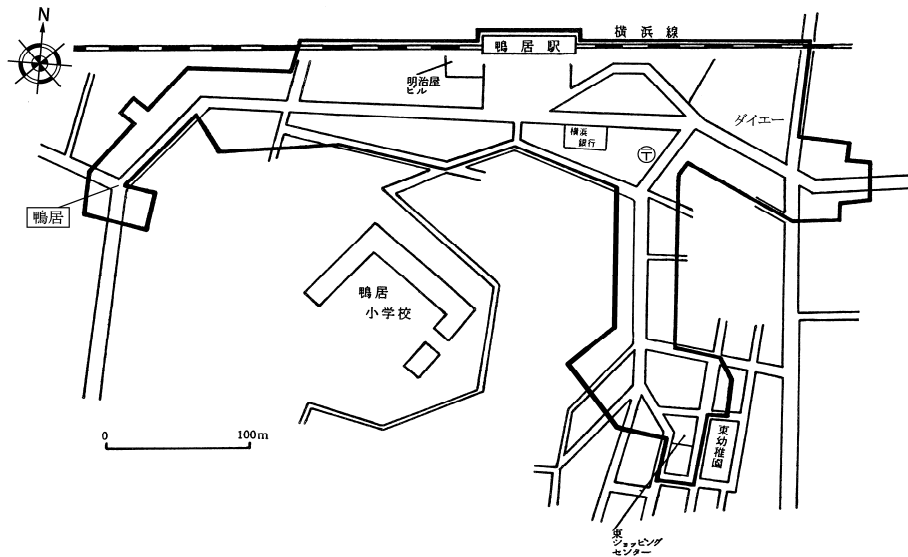 N
横浜線
鴨居駅
明治屋
ビル
ダイエー
横浜
銀行
〒
鴨居
鴨居
小学校
0 100m
東幼稚園
東
ショッピング
センター